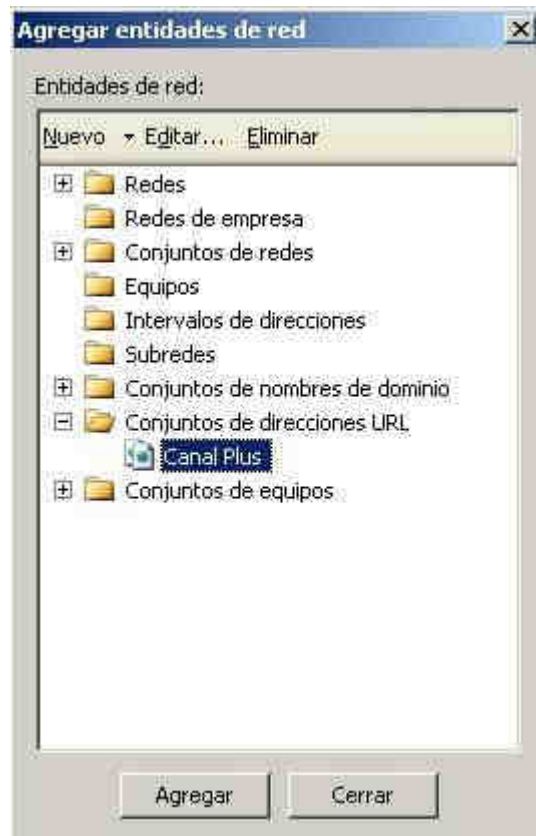 Agregar entidades de red
Entidades de red:
Nuevo Editar... Eliminar
Redes
Redes de empresa
Conjuntos de redes
Equipos
Intervalos de direcciones
Subredes
Conjuntos de nombres de dominio
Conjuntos de direcciones URL
Canal Plus
Conjuntos de equipos
Agregar Cerrar